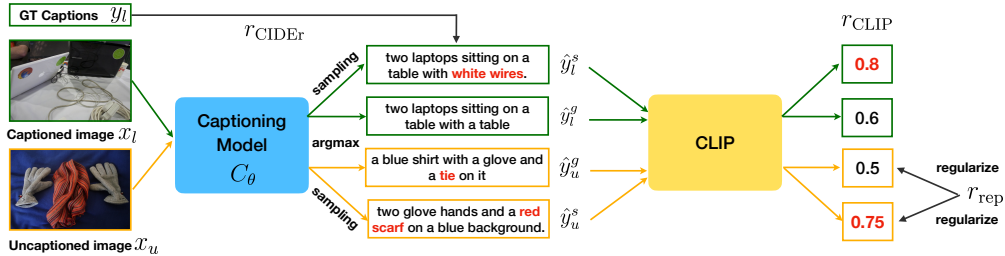 GT Captions y_l
r_CIDEr
r_CLIP
sampling
two laptops sitting on a
table with white wires.
ŷ_l^s
0.8
two laptops sitting on a
table with a table
ŷ_l^g
0.6
Captioned image x_l
Captioning
Model
C_θ
argmax
CLIP
a blue shirt with a glove and
a tie on it
ŷ_u^g
0.5
regularize
r_rep
sampling
two glove hands and a red
scarf on a blue background.
ŷ_u^s
0.75
regularize
Uncaptioned image x_u